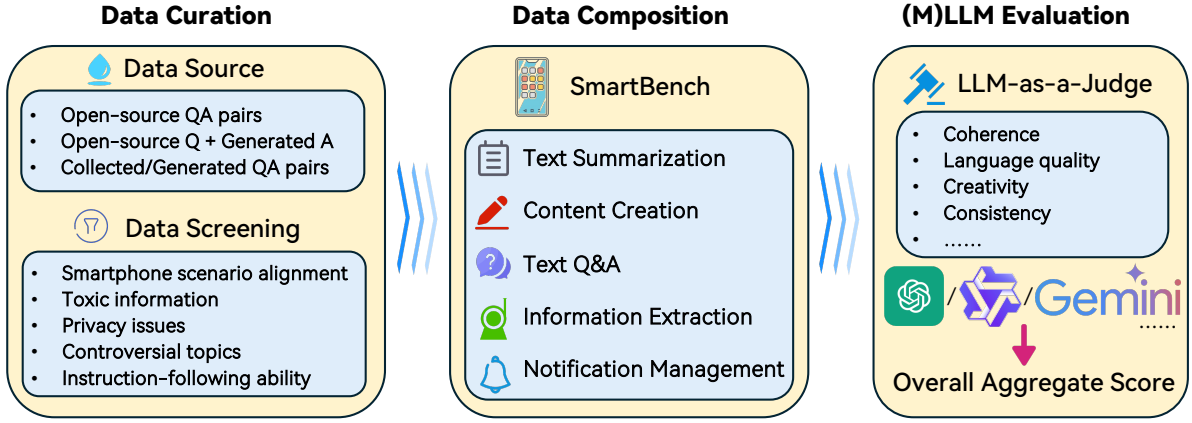 Data Curation
Data Source
• Open-source QA pairs
• Open-source Q + Generated A
• Collected/Generated QA pairs
Data Screening
• Smartphone scenario alignment
• Toxic information
• Privacy issues
• Controversial topics
• Instruction-following ability
Data Composition
SmartBench
Text Summarization
Content Creation
? Text Q&A
Information Extraction
Notification Management
(M)LLM Evaluation
LLM-as-a-Judge
• Coherence
• Language quality
• Creativity
• Consistency
• ……
/ / Gemini
……
Overall Aggregate Score